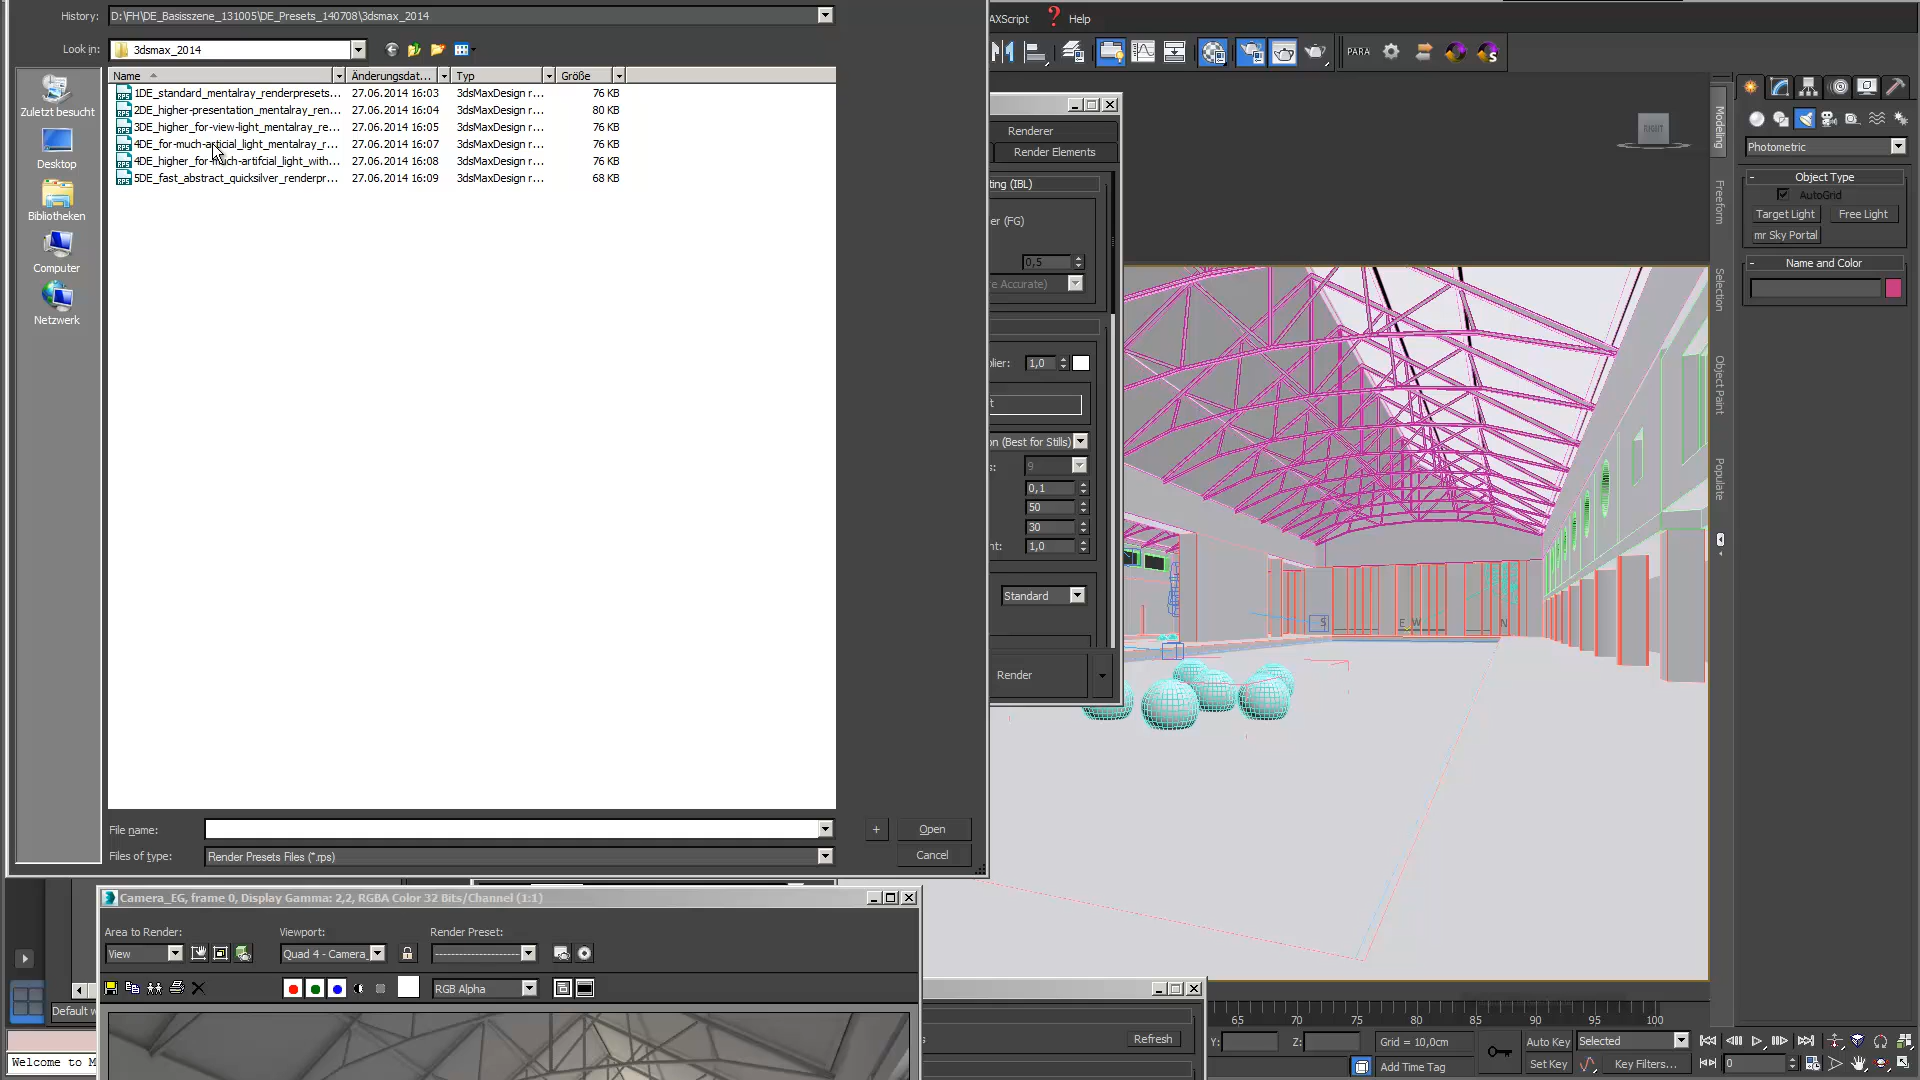 History:
D:\FH\DE_Basisszene_131005\DE_Presets_140708\3dsmax_2014
Look in:
3dsmax_2014
Name
Änderungsdat...
Typ
Größe
1DE_standard_mentalray_renderpresets...
27.06.2014 16:03
3dsMaxDesign r...
76 KB
2DE_higher-presentation_mentalray_ren...
27.06.2014 16:04
3dsMaxDesign r...
80 KB
3DE_higher_for-view-light_mentalray_re...
27.06.2014 16:05
3dsMaxDesign r...
76 KB
4DE_for-much-articial_light_mentalray_r...
27.06.2014 16:07
3dsMaxDesign r...
76 KB
4DE_higher_for-much-artifcial_light_with...
27.06.2014 16:08
3dsMaxDesign r...
76 KB
5DE_fast_abstract_quicksilver_renderpr...
27.06.2014 16:09
3dsMaxDesign r...
68 KB
Zuletzt besucht
Desktop
Bibliotheken
Computer
Netzwerk
File name:
+
Open
Files of type:
Render Presets Files (*.rps)
Cancel
AXScript
Help
PARA
Renderer
Render Elements
ting (IBL)
er (FG)
0,5
e Accurate)
plier:
1,0
t
on (Best for Stills)
s:
9
0,1
50
30
nt:
1,0
Standard
Render
RIGHT
S
E
W
N
Modeling
Freeform
Selection
Object Paint
Populate
Photometric
Object Type
AutoGrid
Target Light
Free Light
mr Sky Portal
Name and Color
Camera_EG, frame 0, Display Gamma: 2,2, RGBA Color 32 Bits/Channel (1:1)
Area to Render:
Viewport:
Render Preset:
View
Quad 4 - Camera_
RGB Alpha
Default w
Welcome to M
Refresh
65
70
75
80
85
90
95
100
Y:
Z:
Grid = 10,0cm
Add Time Tag
Auto Key
Selected
Set Key
Key Filters...
0